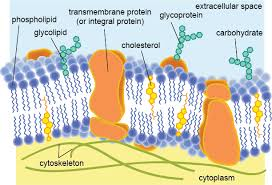 extracellular space
transmembrane protein
(or integral protein)
glycoprotein
phospholipid
glycolipid
carbohydrate
cholesterol
cytoskeleton
cytoplasm